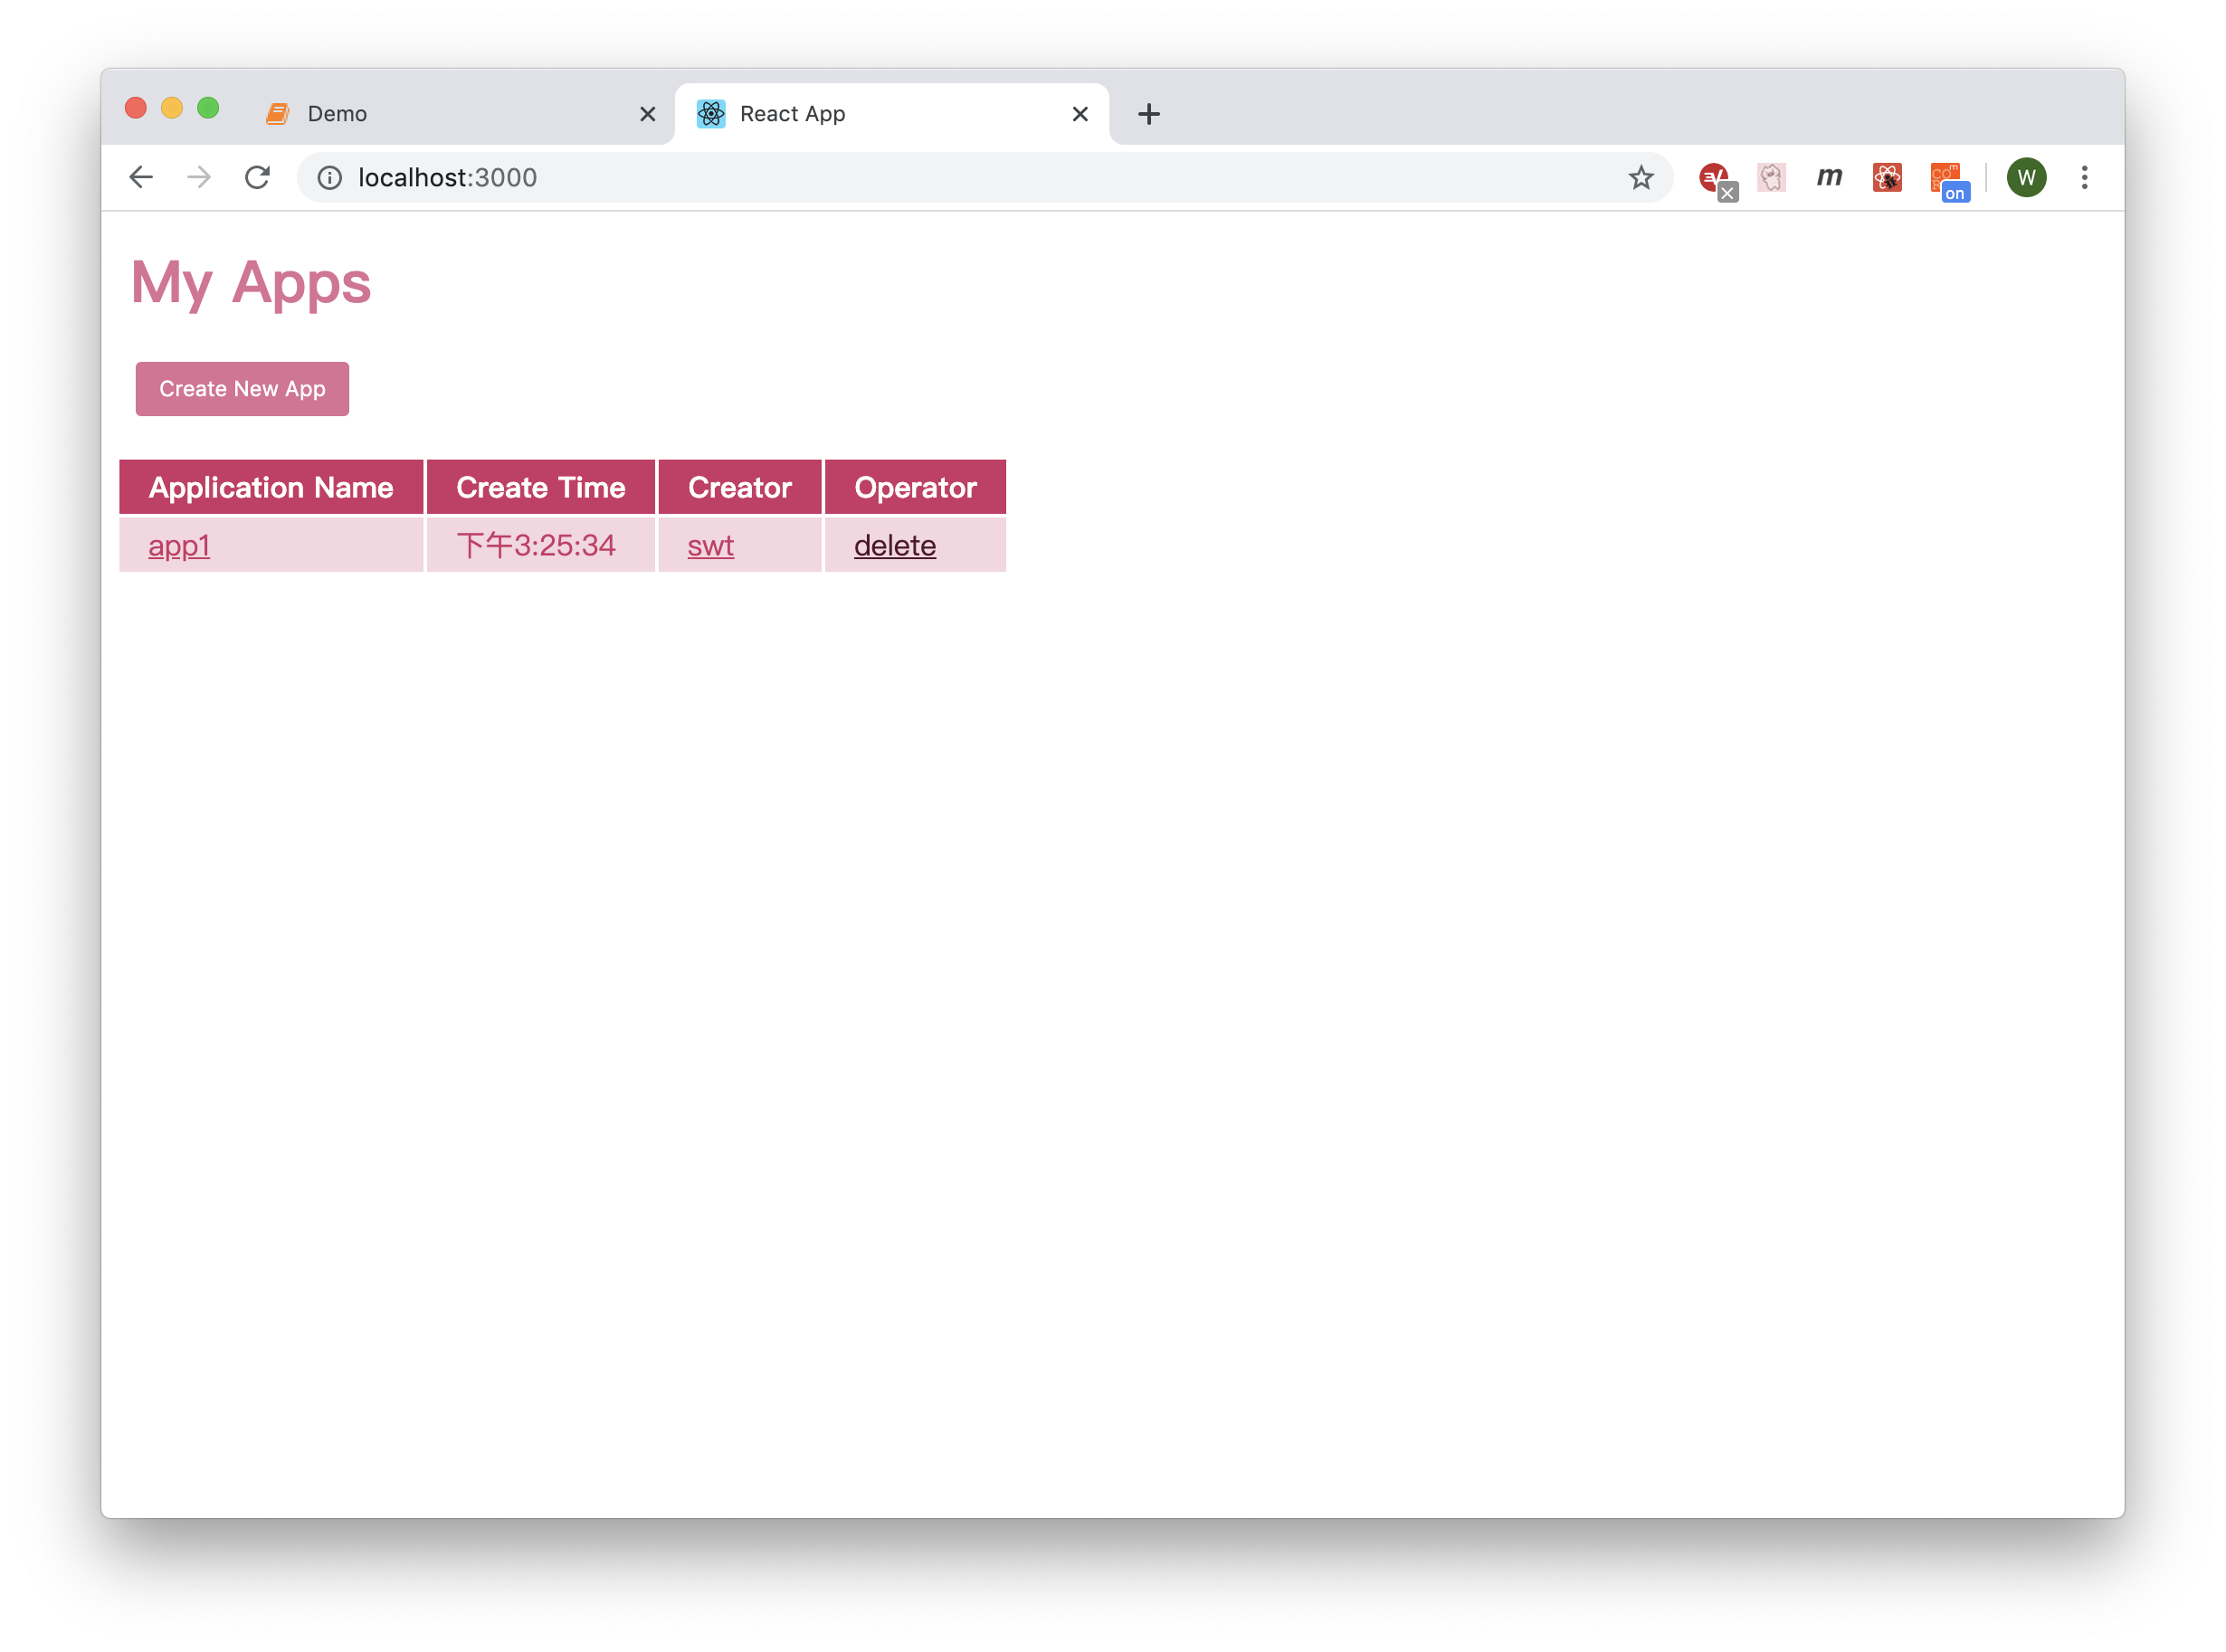 Demo
React App
localhost:3000
m
on
W
My Apps
Create New App
Application Name Create Time Creator Operator
app1 下午3:25:34 swt delete